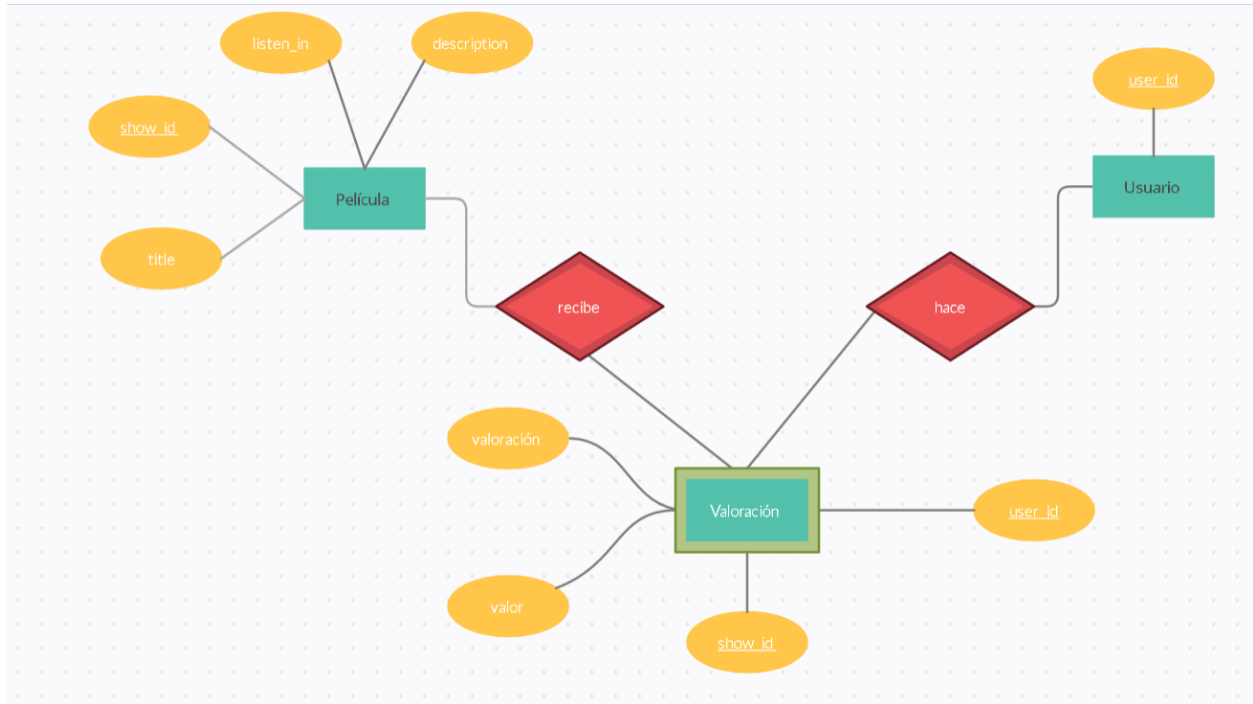 listen_in
description
user_id
show_id
Película
Usuario
title
recibe
hace
valoración
Valoración
user_id
valor
show_id